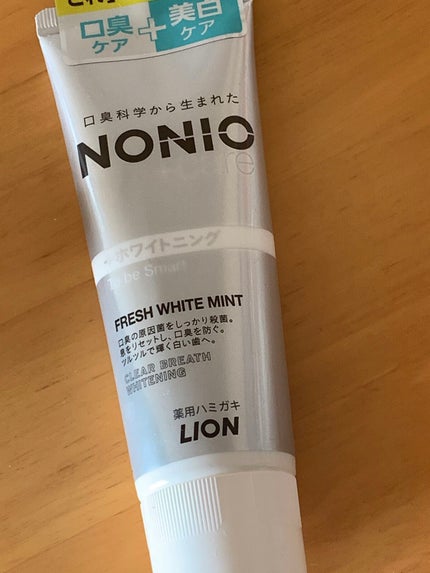 口臭
ケア
+
美白
ケア
口臭科学から生まれた
NONIO
+ホワイトニング
To be Smart
FRESH WHITE MINT
口臭の原因菌をしっかり殺菌。
息をリセットし、口臭を防ぐ。
ツルツルで輝く白い歯へ。
CLEAR BREATH
WHITENING
薬用ハミガキ
LION